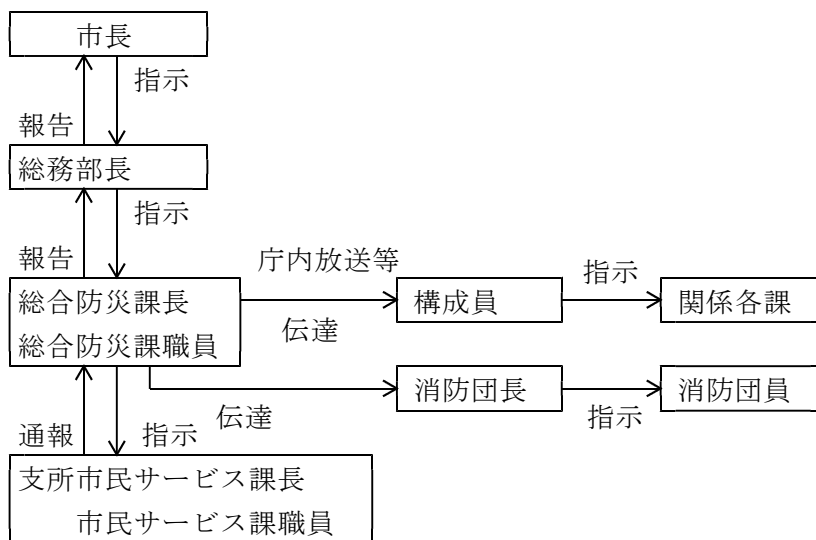 市長
指示
報告
総務部長
指示
報告
庁内放送等
指示
総合防災課長
総合防災課職員
構成員
関係各課
伝達
消防団長
消防団員
伝達
指示
通報
指示
支所市民サービス課長
市民サービス課職員